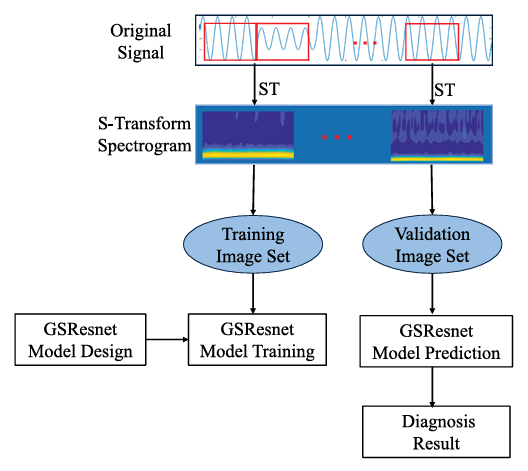 Original
Signal
ST
ST
S-Transform
Spectrogram
Training
Image Set
Validation
Image Set
GSResnet
Model Design
GSResnet
Model Training
GSResnet
Model Prediction
Diagnosis
Result